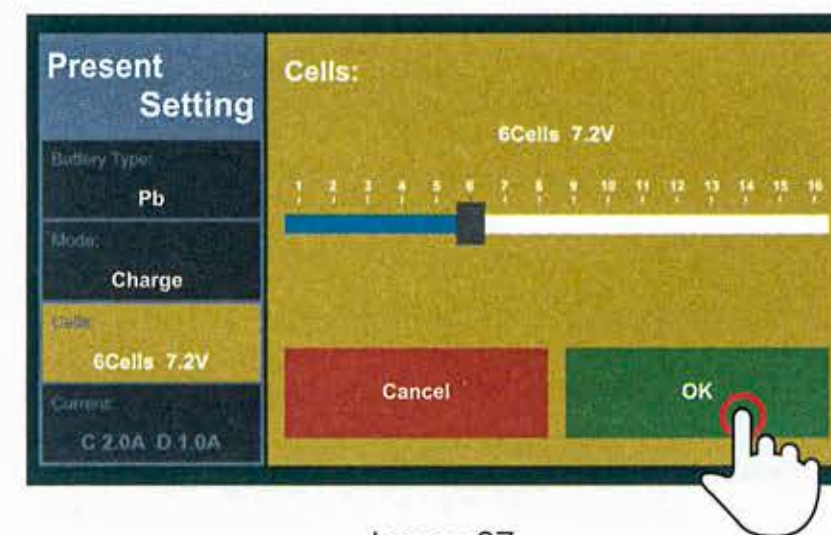 Present
Setting
Battery Type:
Pb
Mode:
Charge
Cells:
6Cells 7.2V
Current:
C 2.0A D 1.0A
Cells:
6Cells 7.2V
1 2 3 4 5 6 7 8 9 10 11 12 13 14 15 16
Cancel
OK